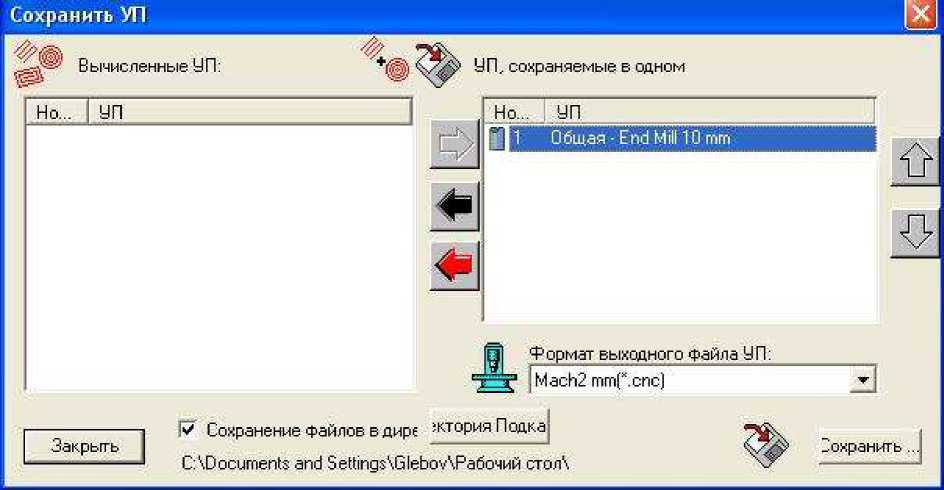 Сохранить УП
Вычисленные УП:
УП, сохраняемые в одном
Но... УП
Но... УП
1 Общая - End Mill 10 mm
Формат выходного файла УП:
Mach2 mm(*.cnc)
Закрыть
Сохранение файлов в дире
ектория Подка
Сохранить ...
C:\Documents and Settings\Glebov\Рабочий стол\